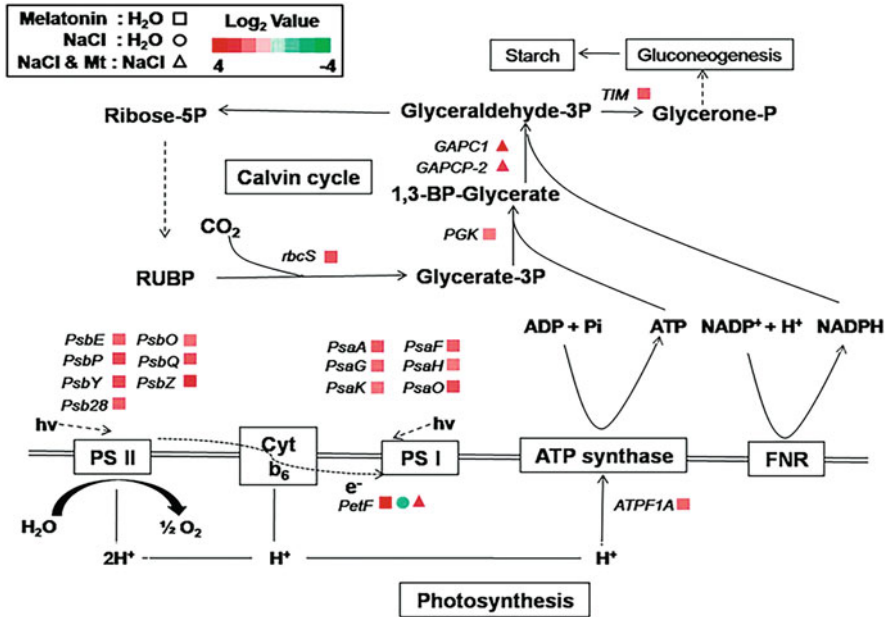 Melatonin : H₂O
NaCl : H₂O
NaCl & Mt : NaCl
Log₂ Value
4 -4
Starch
Gluconeogenesis
Ribose-5P
Glyceraldehyde-3P
TIM
Glycerone-P
GAPC1
GAPCP-2
Calvin cycle
1,3-BP-Glycerate
CO₂
PGK
rbcS
RUBP
Glycerate-3P
ADP + Pi
ATP
NADP⁺ + H⁺
NADPH
PsbE PsbO
PsbP PsbQ
PsbY PsbZ
Psb28
PsaA PsaF
PsaG PsaH
PsaK PsaO
hv
hv
PS II
Cyt
b₆
PS I
ATP synthase
FNR
e⁻
PetF
ATPF1A
H₂O
½ O₂
2H⁺
H⁺
H⁺
Photosynthesis